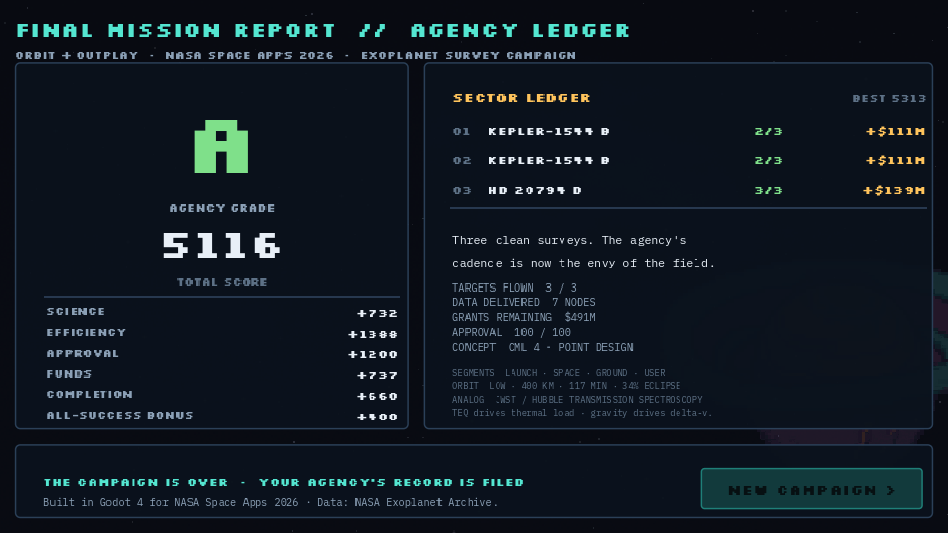 FINAL MISSION REPORT // AGENCY LEDGER
ORBIT + OUTPLAY · NASA SPACE APPS 2026 · EXOPLANET SURVEY CAMPAIGN
A
AGENCY GRADE
5116
TOTAL SCORE
SCIENCE +732
EFFICIENCY +1388
APPROVAL +1200
FUNDS +737
COMPLETION +660
ALL-SUCCESS BONUS +400
SECTOR LEDGER BEST 5313
01 KEPLER-1544 B 2/3 +$111M
02 KEPLER-1544 B 2/3 +$111M
03 HD 20794 D 3/3 +$139M
Three clean surveys. The agency's
cadence is now the envy of the field.
TARGETS FLOWN 3 / 3
DATA DELIVERED 7 NODES
GRANTS REMAINING $491M
APPROVAL 100 / 100
CONCEPT CML 4 - POINT DESIGN
SEGMENTS LAUNCH · SPACE · GROUND · USER
ORBIT LOW · 400 KM · 117 MIN · 34% ECLIPSE
ANALOG JWST / HUBBLE TRANSMISSION SPECTROSCOPY
TEQ drives thermal load · gravity drives delta-v.
THE CAMPAIGN IS OVER · YOUR AGENCY'S RECORD IS FILED
Built in Godot 4 for NASA Space Apps 2026 · Data: NASA Exoplanet Archive.
NEW CAMPAIGN >